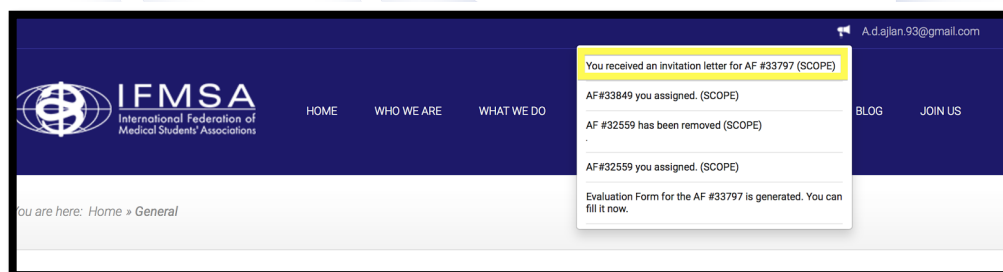 A.d.ajlan.93@gmail.com
IFMSA
International Federation of
Medical Students' Associations
HOME
WHO WE ARE
WHAT WE DO
BLOG
JOIN US
You received an invitation letter for AF #33797 (SCOPE)
AF#33849 you assigned. (SCOPE)
AF #32559 has been removed (SCOPE)
.
AF#32559 you assigned. (SCOPE)
Evaluation Form for the AF #33797 is generated. You can
fill it now.
You are here: Home » General